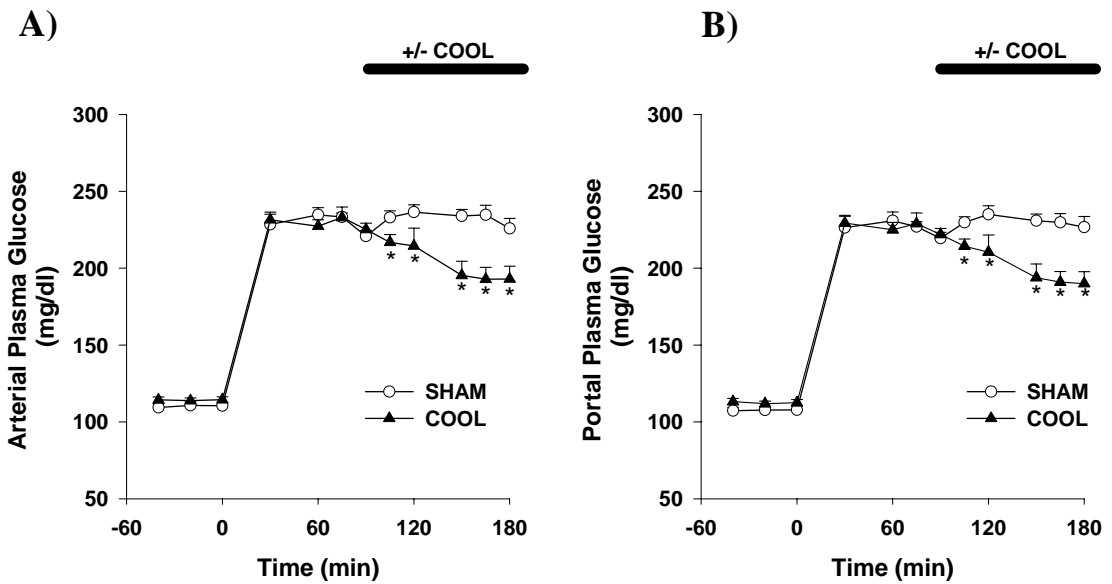 A)
+/- COOL
300
250
200
150
100
50
Arterial Plasma Glucose
(mg/dl)
*
*
*
*
*
SHAM
COOL
-60 0 60 120 180
Time (min)
B)
+/- COOL
300
250
200
150
100
50
Portal Plasma Glucose
(mg/dl)
*
*
*
*
*
SHAM
COOL
-60 0 60 120 180
Time (min)